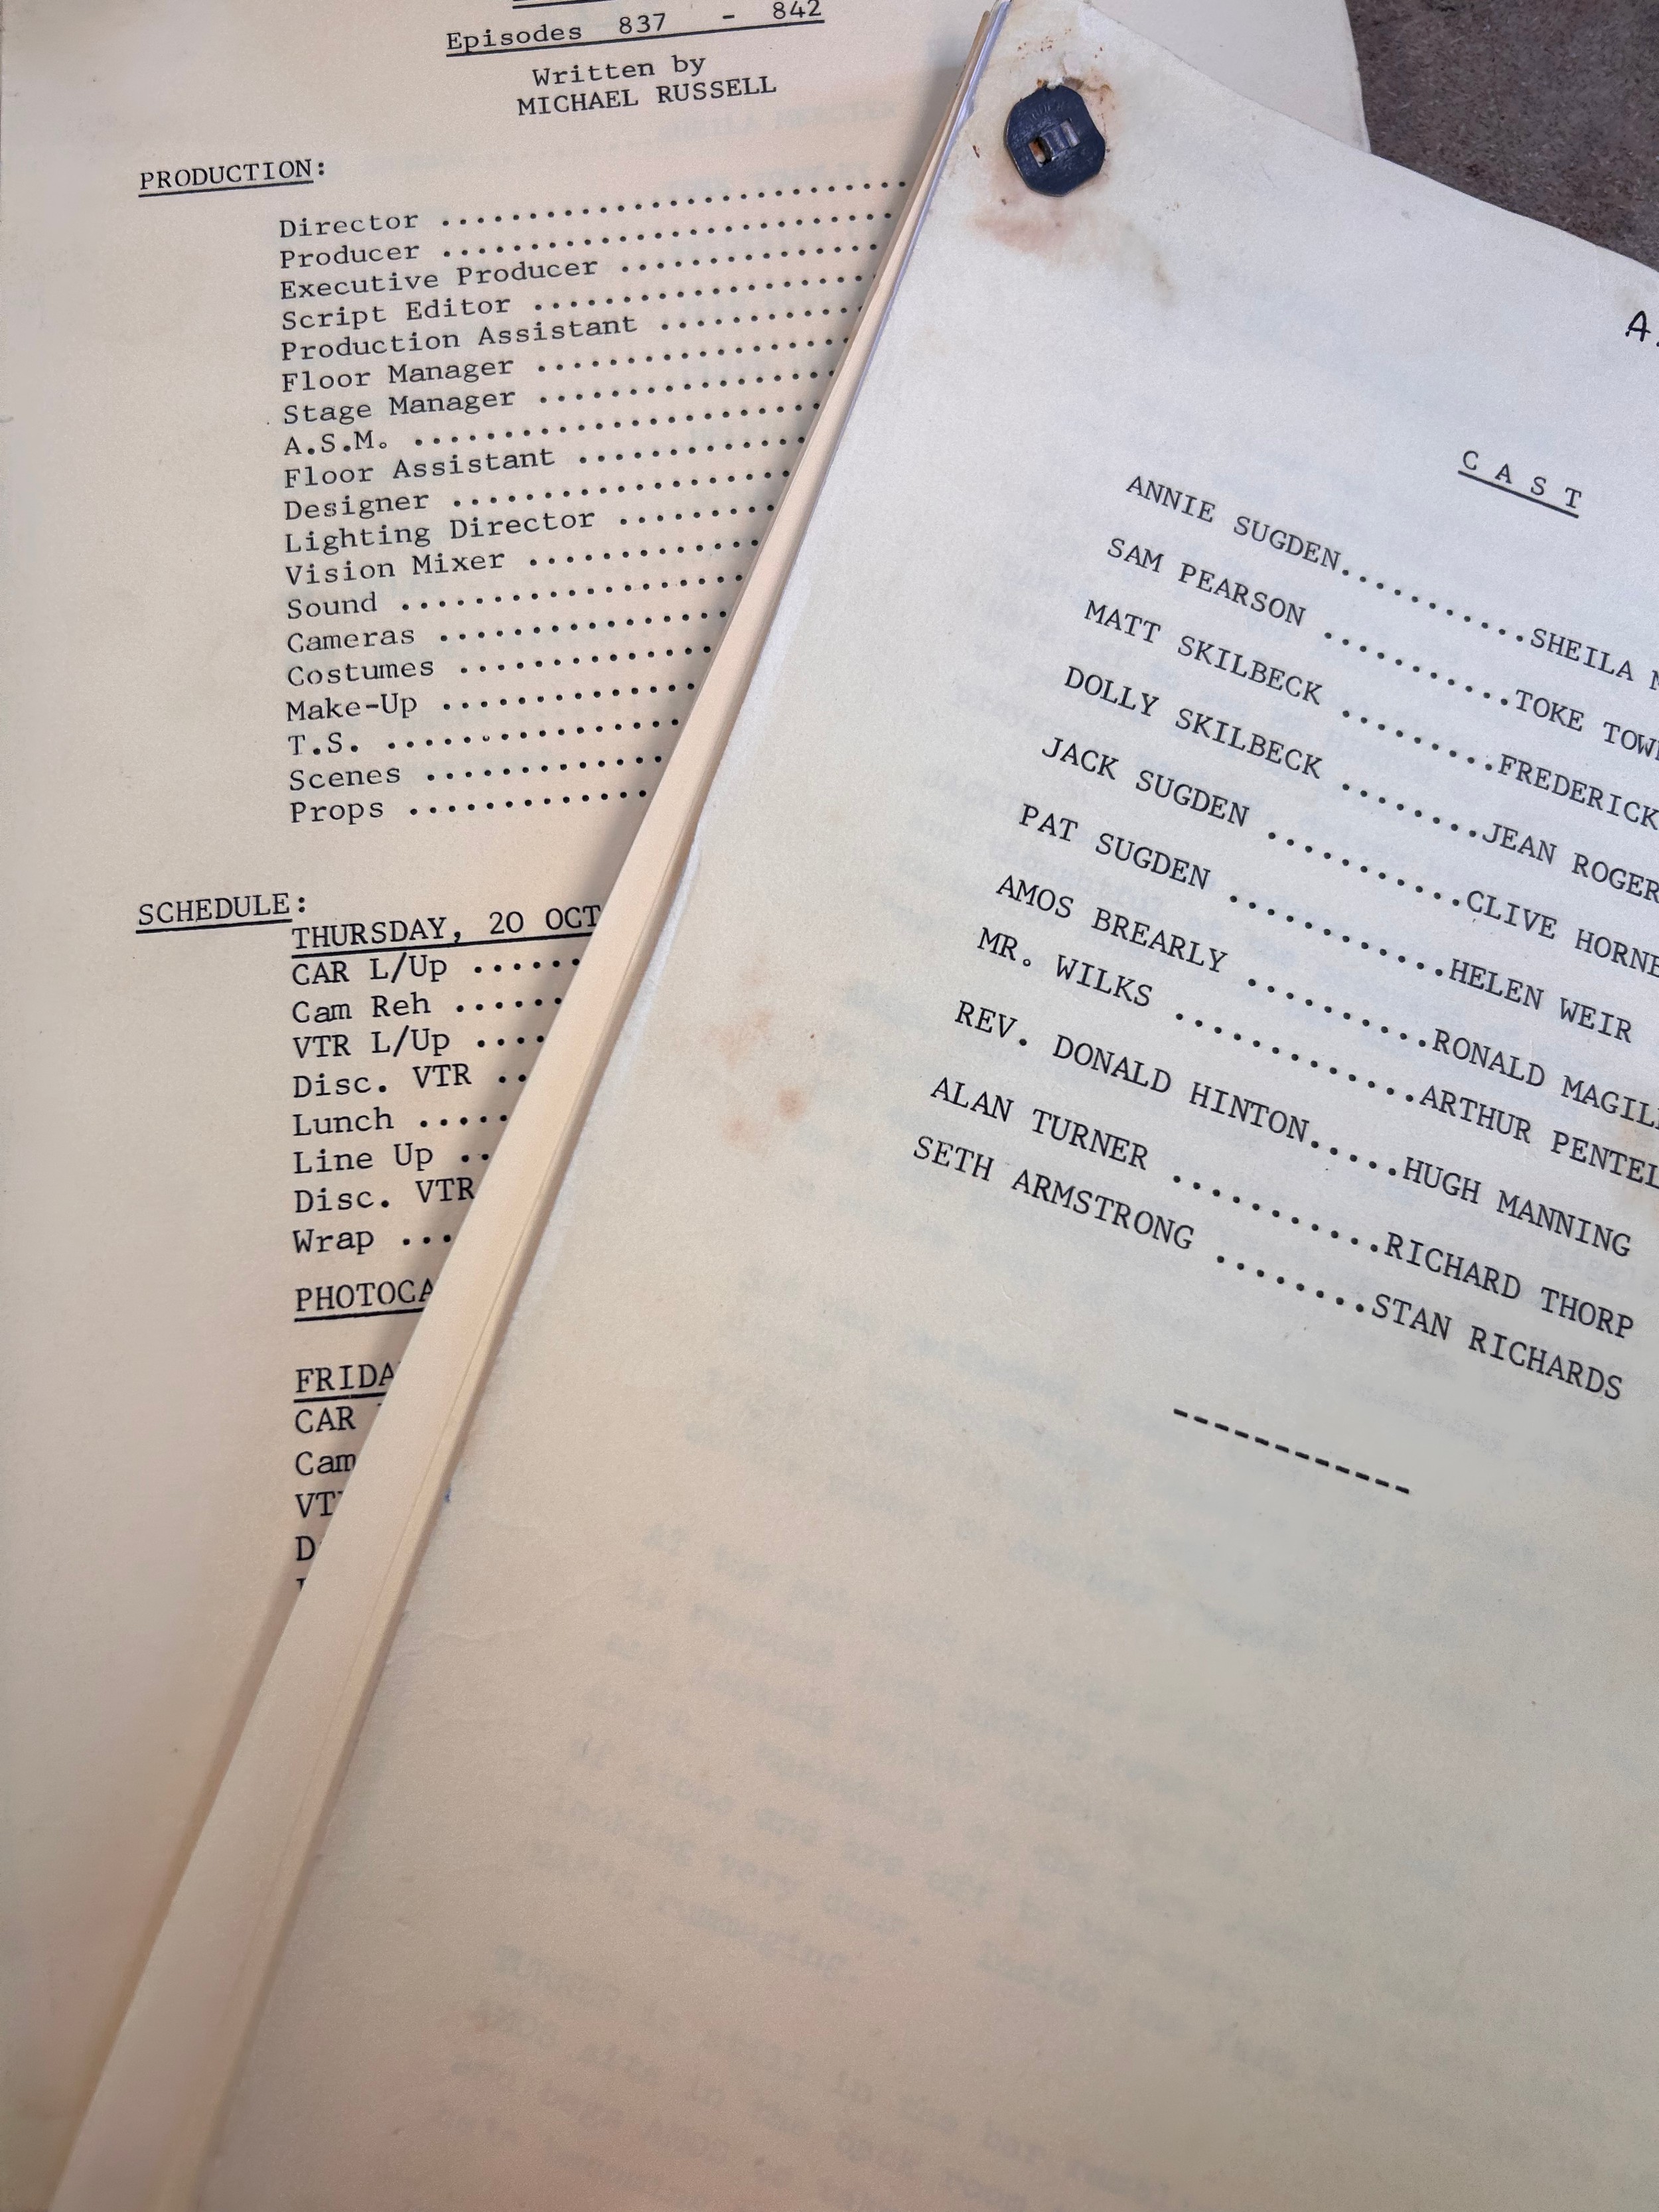 Episodes 837 - 842
Written by
MICHAEL RUSSELL
PRODUCTION:
Director ..........................
Producer ..........................
Executive Producer ...............
Script Editor ....................
Production Assistant ............
Floor Manager ...................
Stage Manager ..................
A.S.M. .........................
Floor Assistant ...............
Designer .....................
Lighting Director ...........
Vision Mixer ................
Sound ........................
Cameras .....................
Costumes ...................
Make-Up ...................
T.S. .....................
Scenes ..................
Props .................
SCHEDULE:
THURSDAY, 20 OCT
CAR L/Up ......
Cam Reh ......
VTR L/Up ....
Disc. VTR ..
Lunch .....
Line Up ..
Disc. VTR
Wrap ...
CAR
Cam
A.
C A S T
ANNIE SUGDEN...........SHEILA
SAM PEARSON ...........TOKE
MATT SKILBECK .........FREDERICK
DOLLY SKILBECK ........JEAN
JACK SUGDEN ...........CLIVE
PAT SUGDEN ............HELEN WEIR
AMOS BREARLY ..........RONALD
MR. WILKS .............ARTHUR
REV. DONALD HINTON.....HUGH MANNING
ALAN TURNER ...........RICHARD THORP
SETH ARMSTRONG ........STAN RICHARDS
-----------